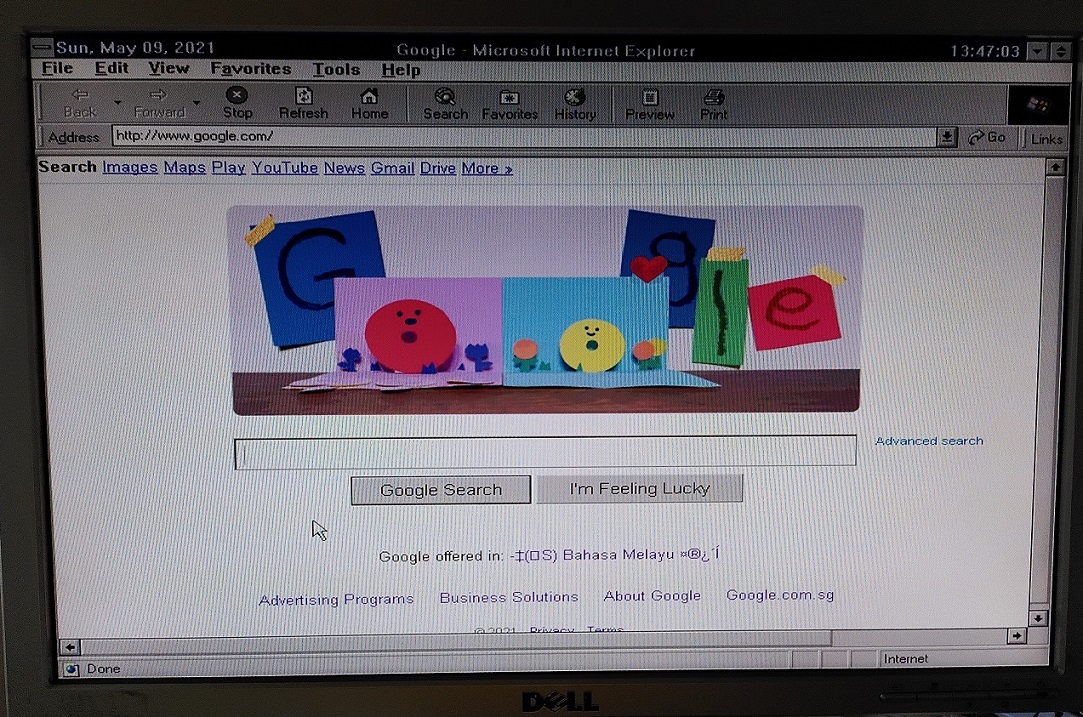 Sun, May 09, 2021 Google - Microsoft Internet Explorer 13:47:03
File Edit View Favorites Tools Help
Back Forward Stop Refresh Home Search Favorites History Preview Print
Address http://www.google.com/ Go Links
Search Images Maps Play YouTube News Gmail Drive More »
G g l e
Advanced search
Google Search I'm Feeling Lucky
Google offered in: -‡(□S) Bahasa Melayu ¤®¿´Í
Advertising Programs Business Solutions About Google Google.com.sg
© 2021 Privacy Terms
Done Internet
DELL